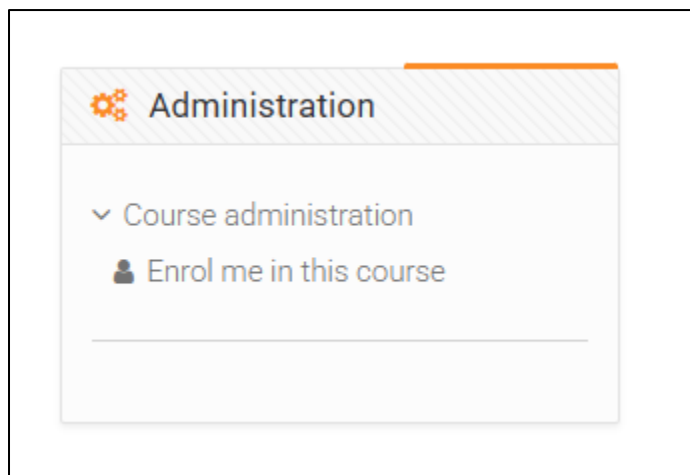 Administration
Course administration
Enrol me in this course